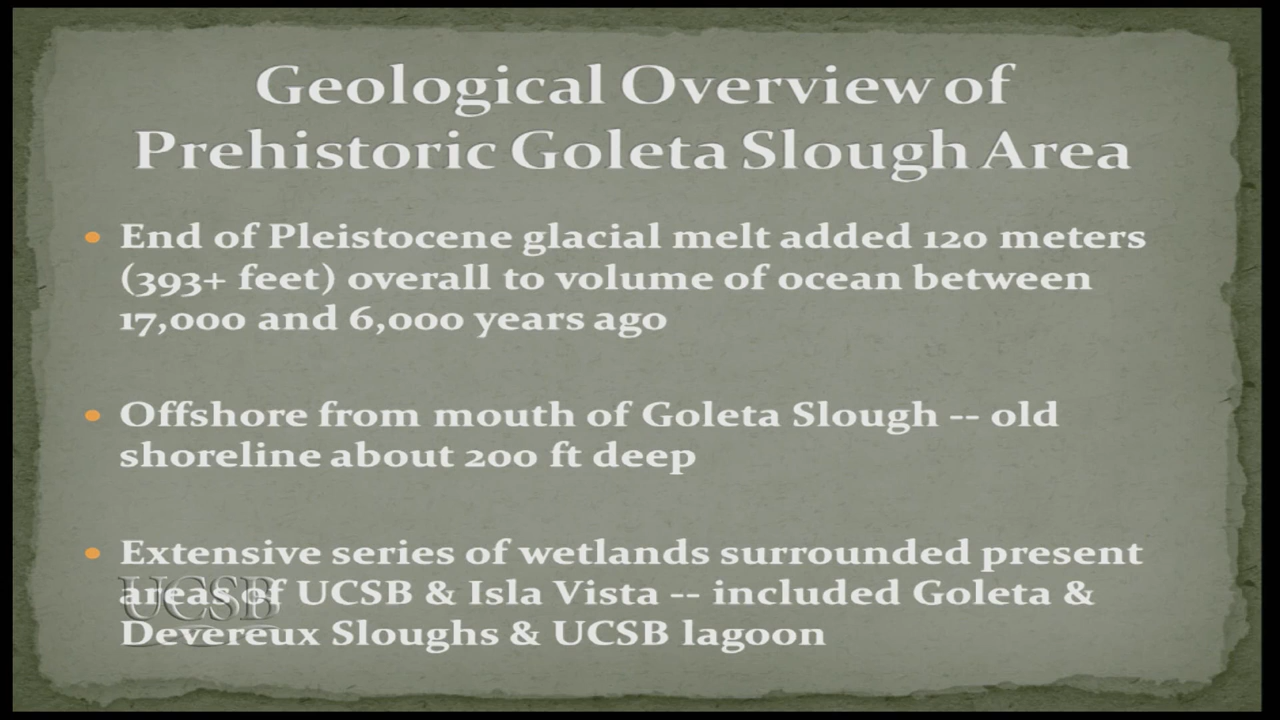 Geological Overview of
Prehistoric Goleta Slough Area
• End of Pleistocene glacial melt added 120 meters
(393+ feet) overall to volume of ocean between
17,000 and 6,000 years ago
• Offshore from mouth of Goleta Slough -- old
shoreline about 200 ft deep
• Extensive series of wetlands surrounded present
areas of UCSB & Isla Vista -- included Goleta &
Devereux Sloughs & UCSB lagoon
UCSB